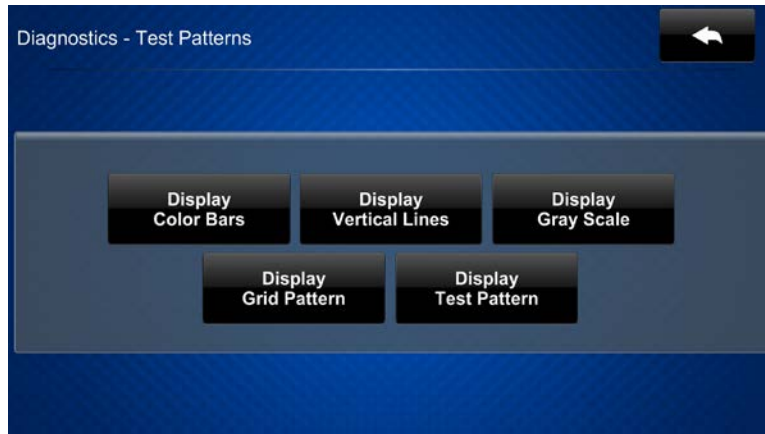 Diagnostics - Test Patterns
Display
Color Bars
Display
Vertical Lines
Display
Gray Scale
Display
Grid Pattern
Display
Test Pattern